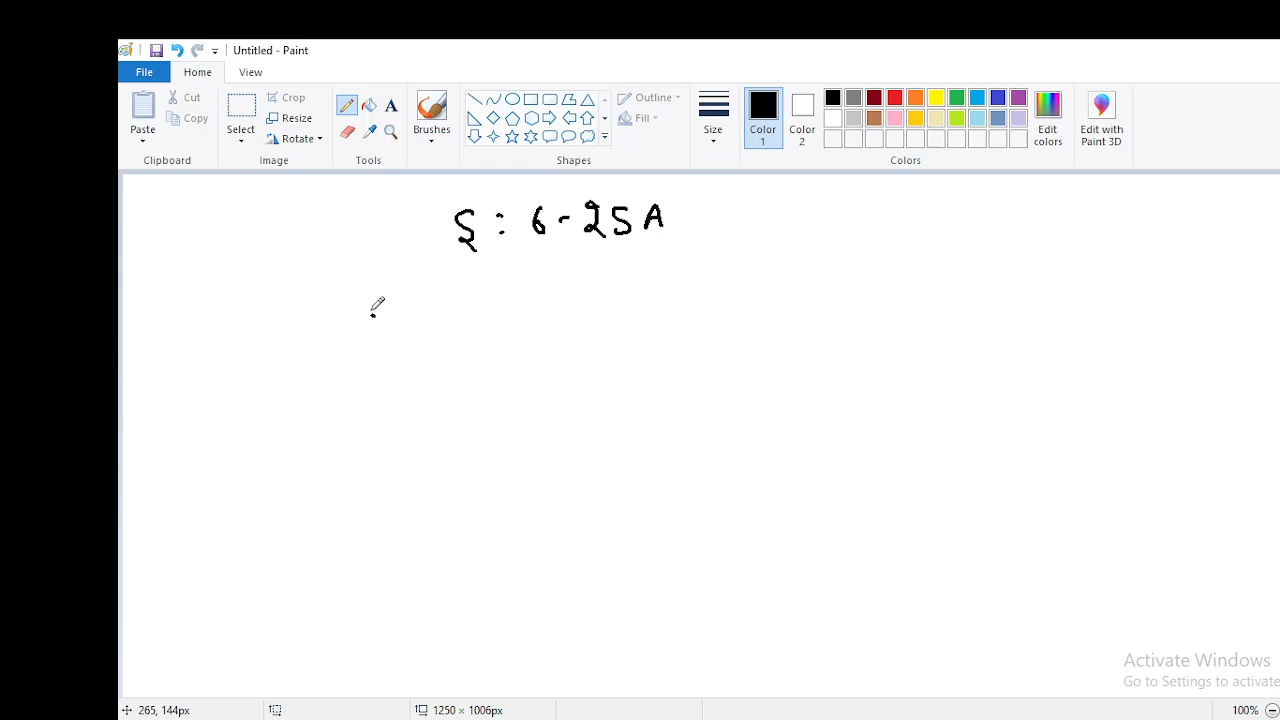 Untitled - Paint
File Home View
Paste
Cut
Copy
Clipboard
Select
Crop
Resize
Rotate
Image
Tools
Brushes
Outline
Fill
Shapes
Size
Color 1
Color 2
Edit colors
Colors
Edit with Paint 3D
: 6-25A
Activate Windows
Go to Settings to activate
265, 144px
1250 × 1006px
100%